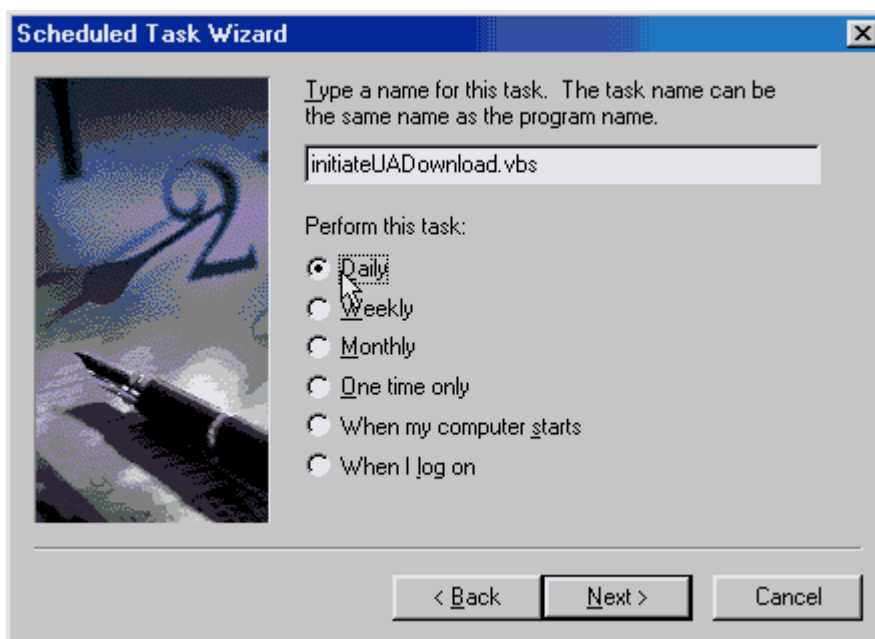 Scheduled Task Wizard
Type a name for this task. The task name can be
the same name as the program name.
initiateUADownload.vbs
Perform this task:
Daily
Weekly
Monthly
One time only
When my computer starts
When I log on
< Back
Next >
Cancel